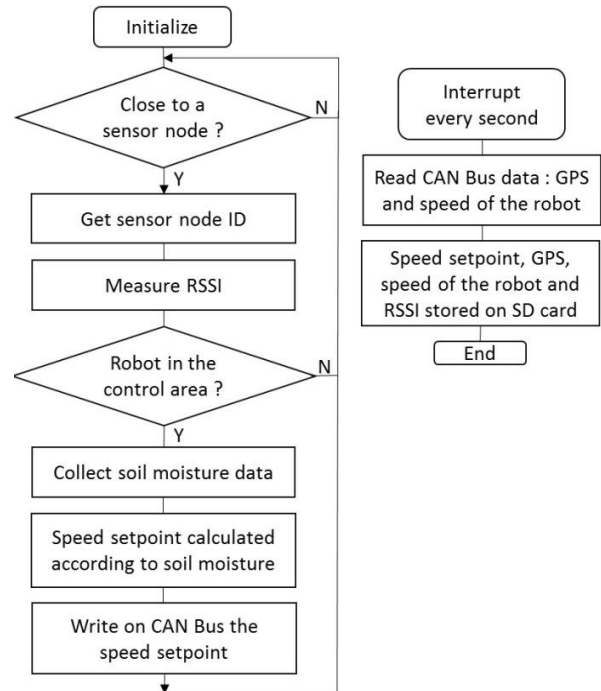 Initialize
Close to a
sensor node ?
N
Y
Get sensor node ID
Measure RSSI
Robot in the
control area ?
N
Y
Collect soil moisture data
Speed setpoint calculated
according to soil moisture
Write on CAN Bus the
speed setpoint
Interrupt
every second
Read CAN Bus data : GPS
and speed of the robot
Speed setpoint, GPS,
speed of the robot and
RSSI stored on SD card
End